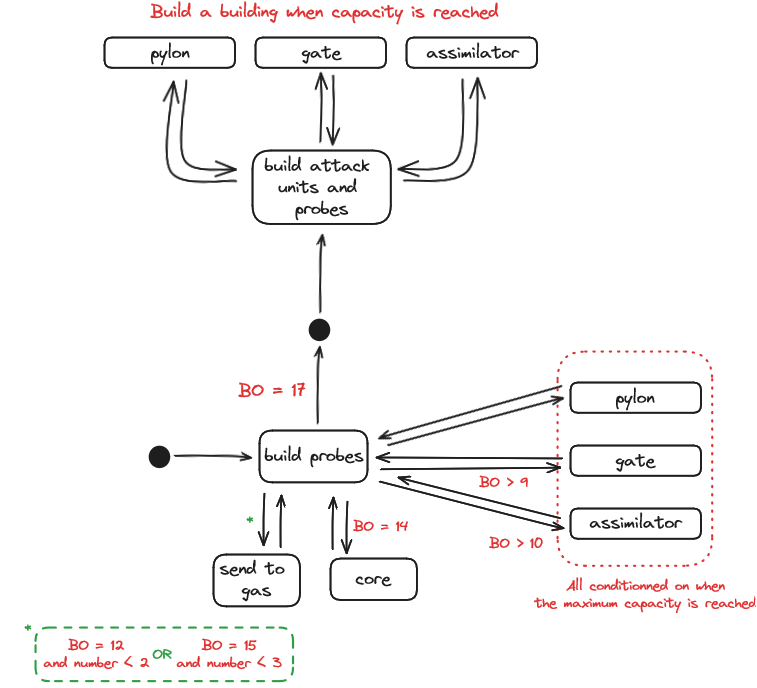 Build a building when capacity is reached
pylon
gate
assimilator
build attack
units and
probes
BO = 17
build probes
pylon
gate
BO > 9
assimilator
BO > 10
*
BO = 14
send to
gas
core
All conditionned on when
the maximum capacity is reached
*
BO = 12
and number < 2
OR
BO = 15
and number < 3